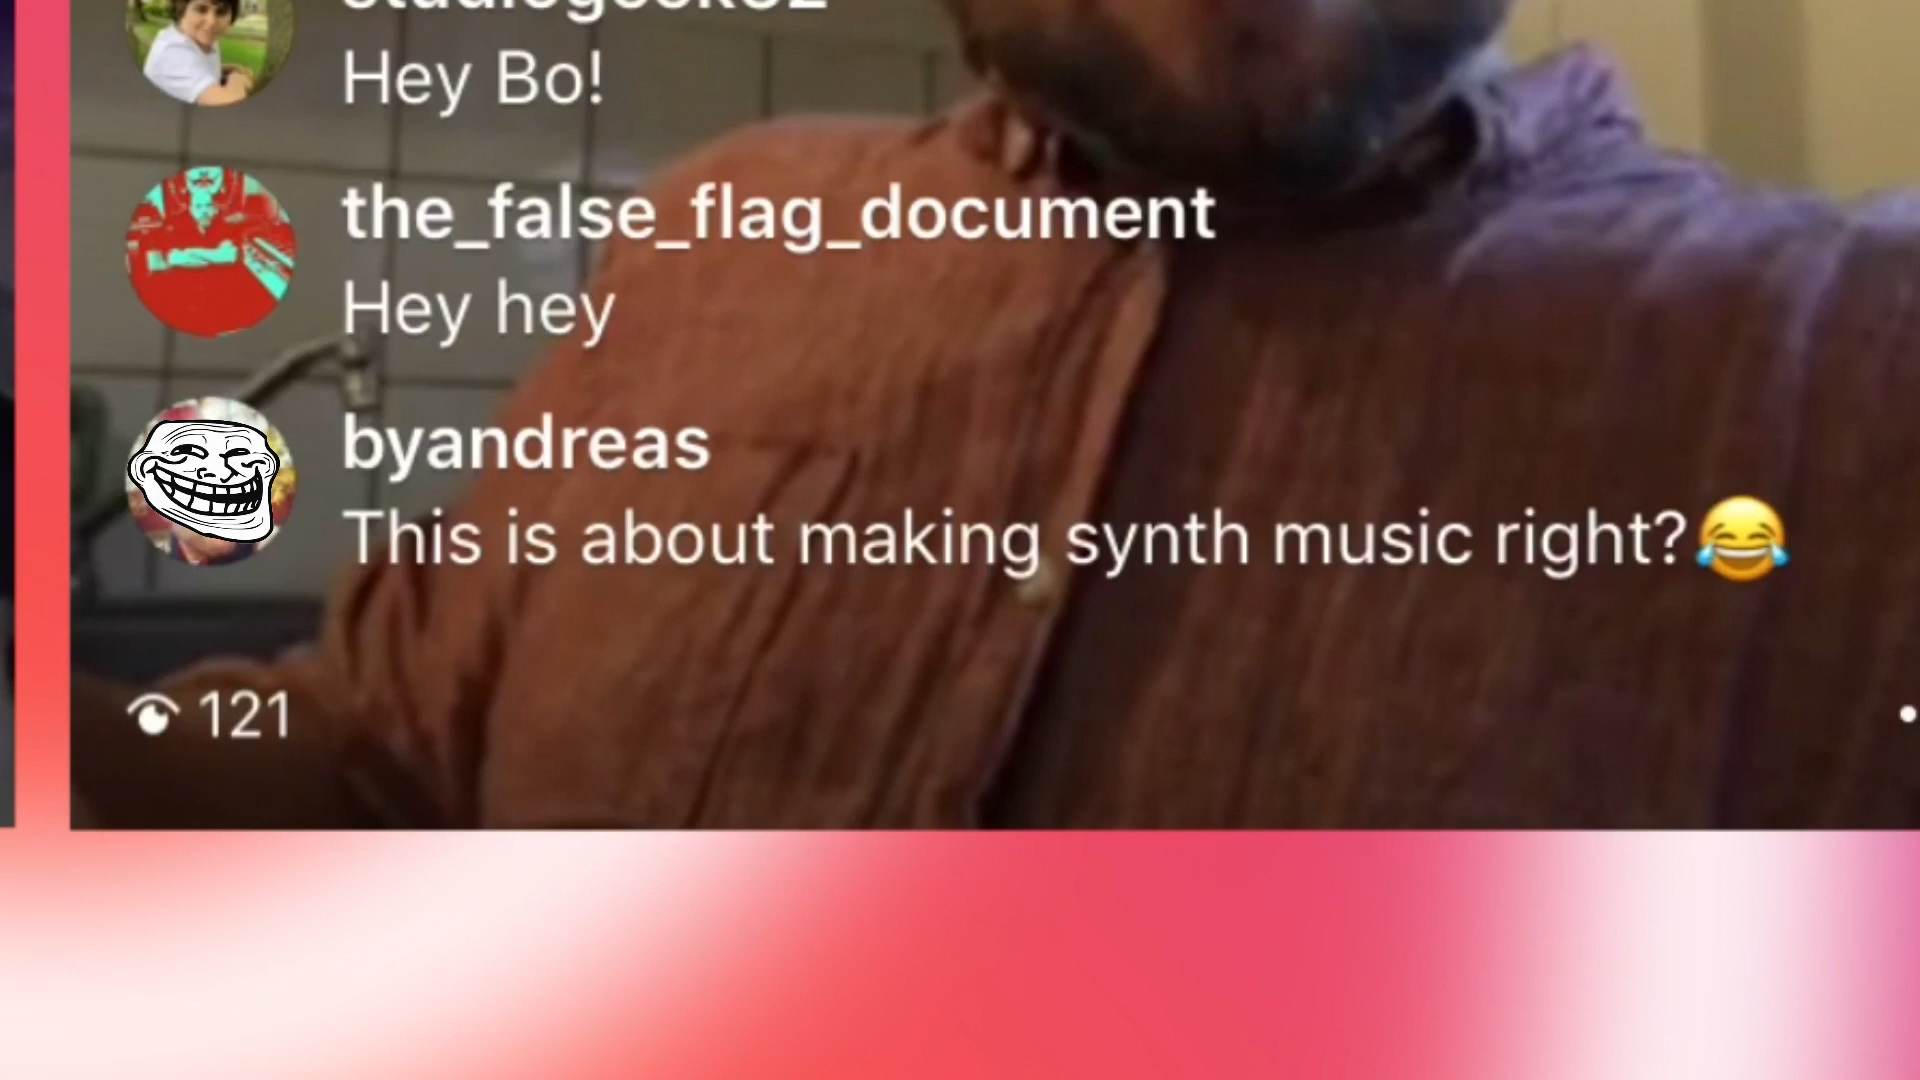 Hey Bo!
the_false_flag_document
Hey hey
byandreas
This is about making synth music right?😂
121